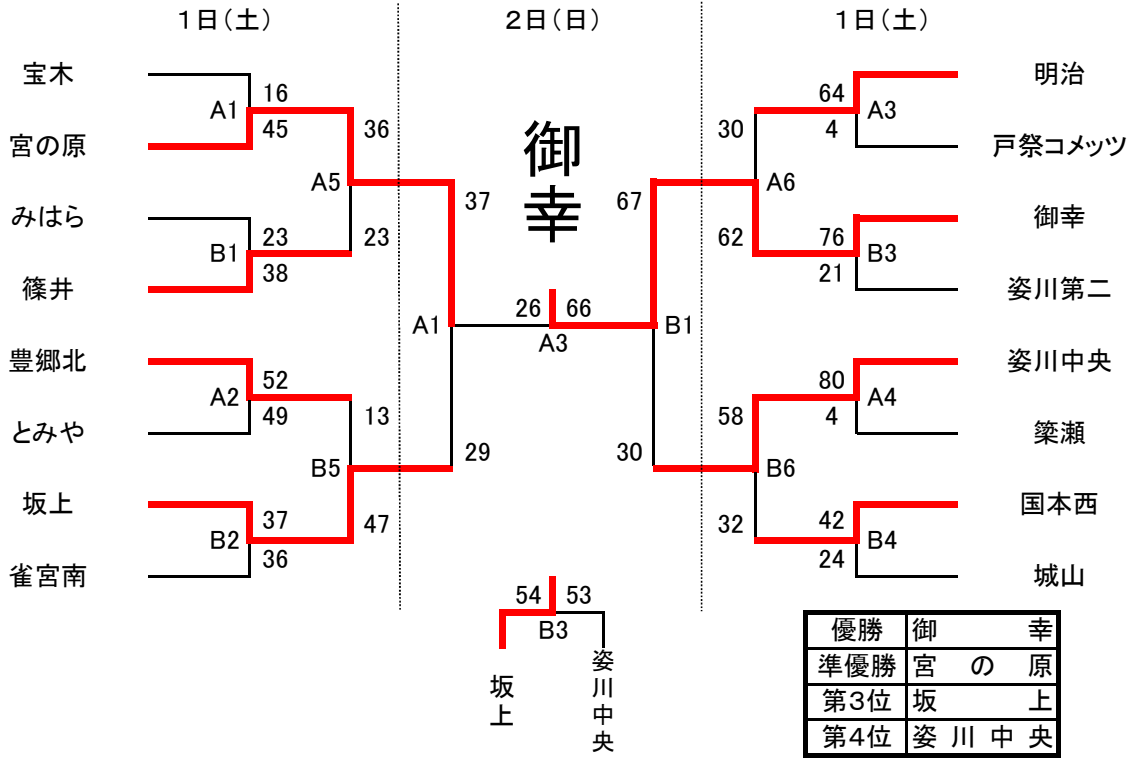 1日(土) 2日(日) 1日(土)
宝木 明治
16 64
A1 A3
45 36 30 4
宮の原 御幸 戸祭コメッツ
A5 A6
みはら 37 67 御幸
23 23 62 76
B1 B3
38 21
篠井 姿川第二
26 66
A1 A3 B1
豊郷北 姿川中央
52 80
A2 A4
49 13 58 4
とみや 簗瀬
29 30
B5 B6
坂上 国本西
37 47 32 42
B2 B4
36 24
雀宮南 城山
54 53
B3
坂上 姿川中央
優勝 御幸
準優勝 宮の原
第3位 坂上
第4位 姿川中央